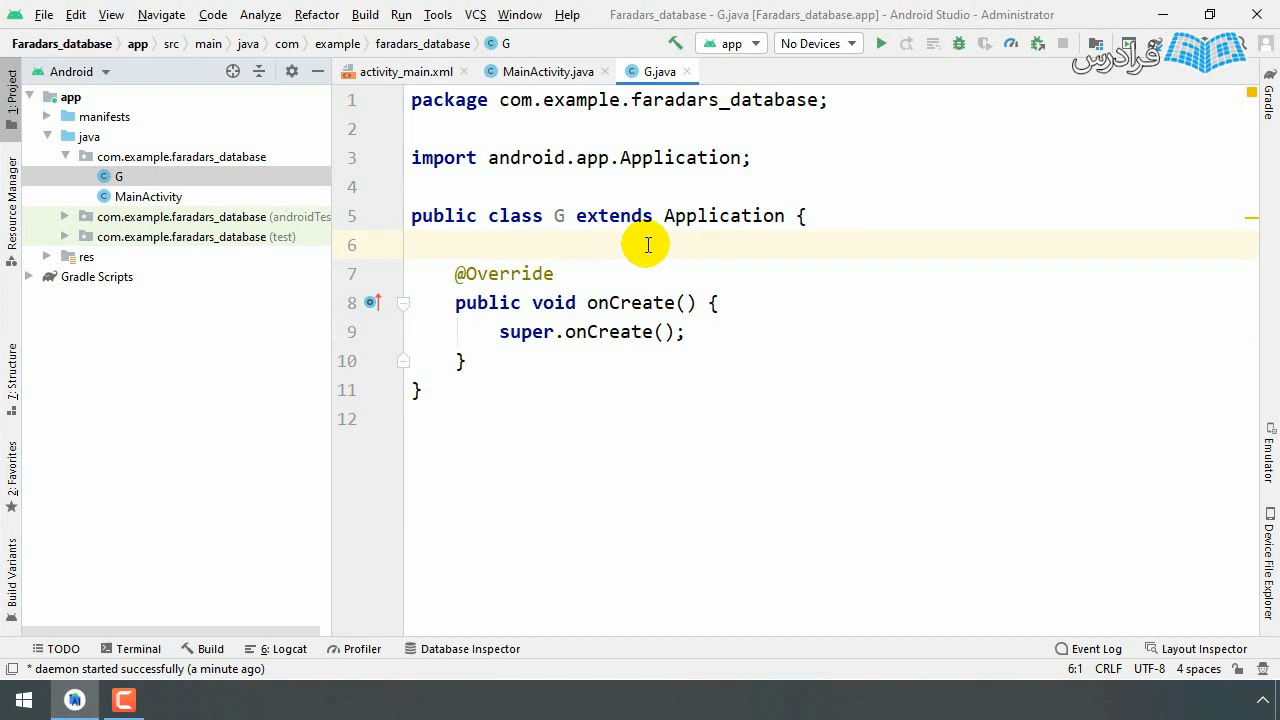 File Edit View Navigate Code Analyze Refactor Build Run Tools VCS Window Help Faradars_database - G.java [Faradars_database.app] - Android Studio - Administrator
Faradars_database app src main java com example faradars_database G app No Devices
فرادرس
Android activity_main.xml MainActivity.java G.java
1: Project
Resource Manager
7: Structure
2: Favorites
Build Variants
app
manifests
java
com.example.faradars_database
G
MainActivity
com.example.faradars_database (androidTes
com.example.faradars_database (test)
res
Gradle Scripts
1 package com.example.faradars_database;
2
3 import android.app.Application;
4
5 public class G extends Application {
6
7 @Override
8 public void onCreate() {
9 super.onCreate();
10 }
11 }
12
Gradle
Emulator
Device File Explorer
TODO Terminal Build 6: Logcat Profiler Database Inspector Event Log Layout Inspector
* daemon started successfully (a minute ago) 6:1 CRLF UTF-8 4 spaces